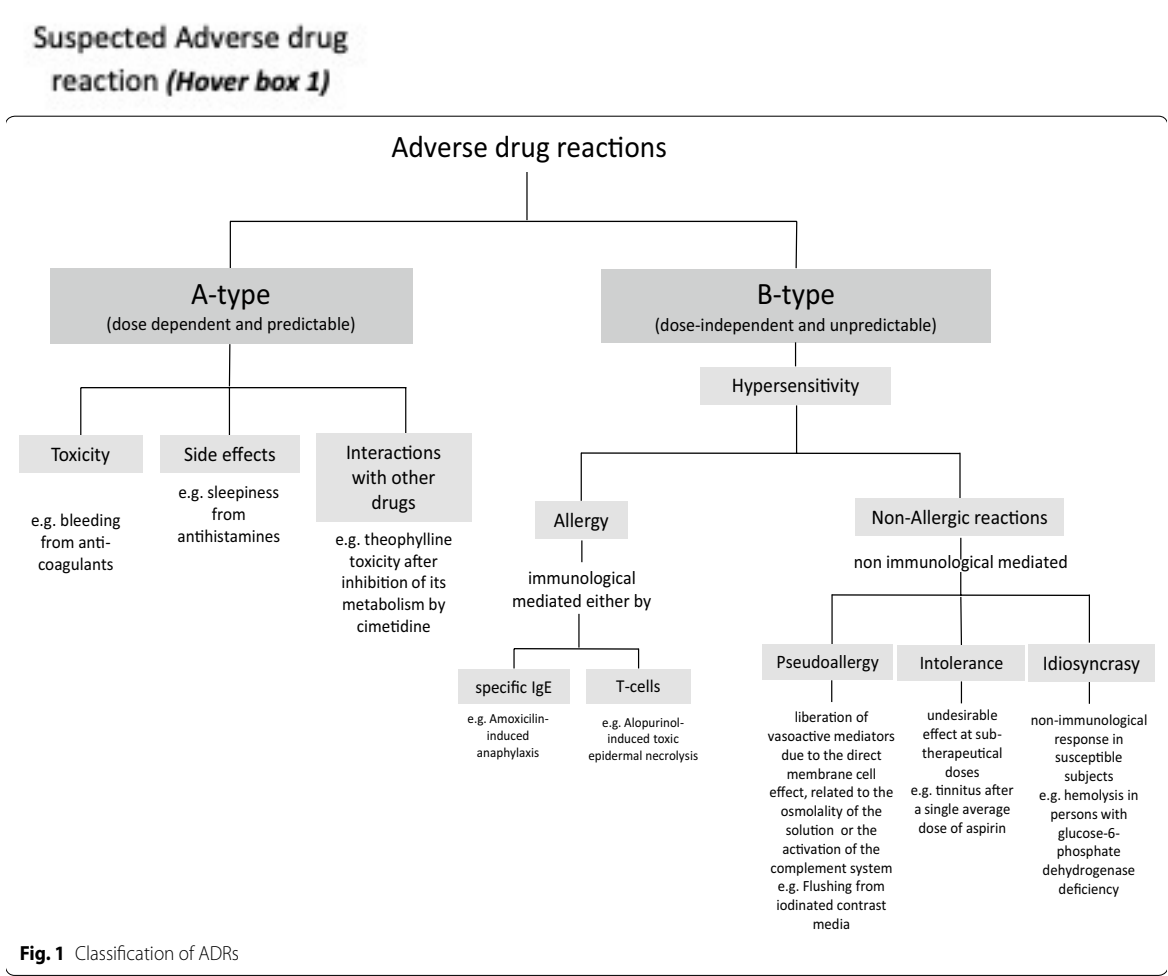 Suspected Adverse drug
reaction (Hover box 1)
Adverse drug reactions
A-type
(dose dependent and predictable)
B-type
(dose-independent and unpredictable)
Hypersensitivity
Toxicity
e.g. bleeding
from anti-
coagulants
Side effects
e.g. sleepiness
from
antihistamines
Interactions
with other
drugs
e.g. theophylline
toxicity after
inhibition of its
metabolism by
cimetidine
Allergy
immunological
mediated either by
specific IgE
e.g. Amoxicilin-
induced
anaphylaxis
T-cells
e.g. Alopurinol-
induced toxic
epidermal necrolysis
Non-Allergic reactions
non immunological mediated
Pseudoallergy
liberation of
vasoactive mediators
due to the direct
membrane cell
effect, related to the
osmolality of the
solution or the
activation of the
complement system
e.g. Flushing from
iodinated contrast
media
Intolerance
undesirable
effect at sub-
therapeutical
doses
e.g. tinnitus after
a single average
dose of aspirin
Idiosyncrasy
non-immunological
response in
susceptible
subjects
e.g. hemolysis in
persons with
glucose-6-
phosphate
dehydrogenase
deficiency
Fig. 1 Classification of ADRs